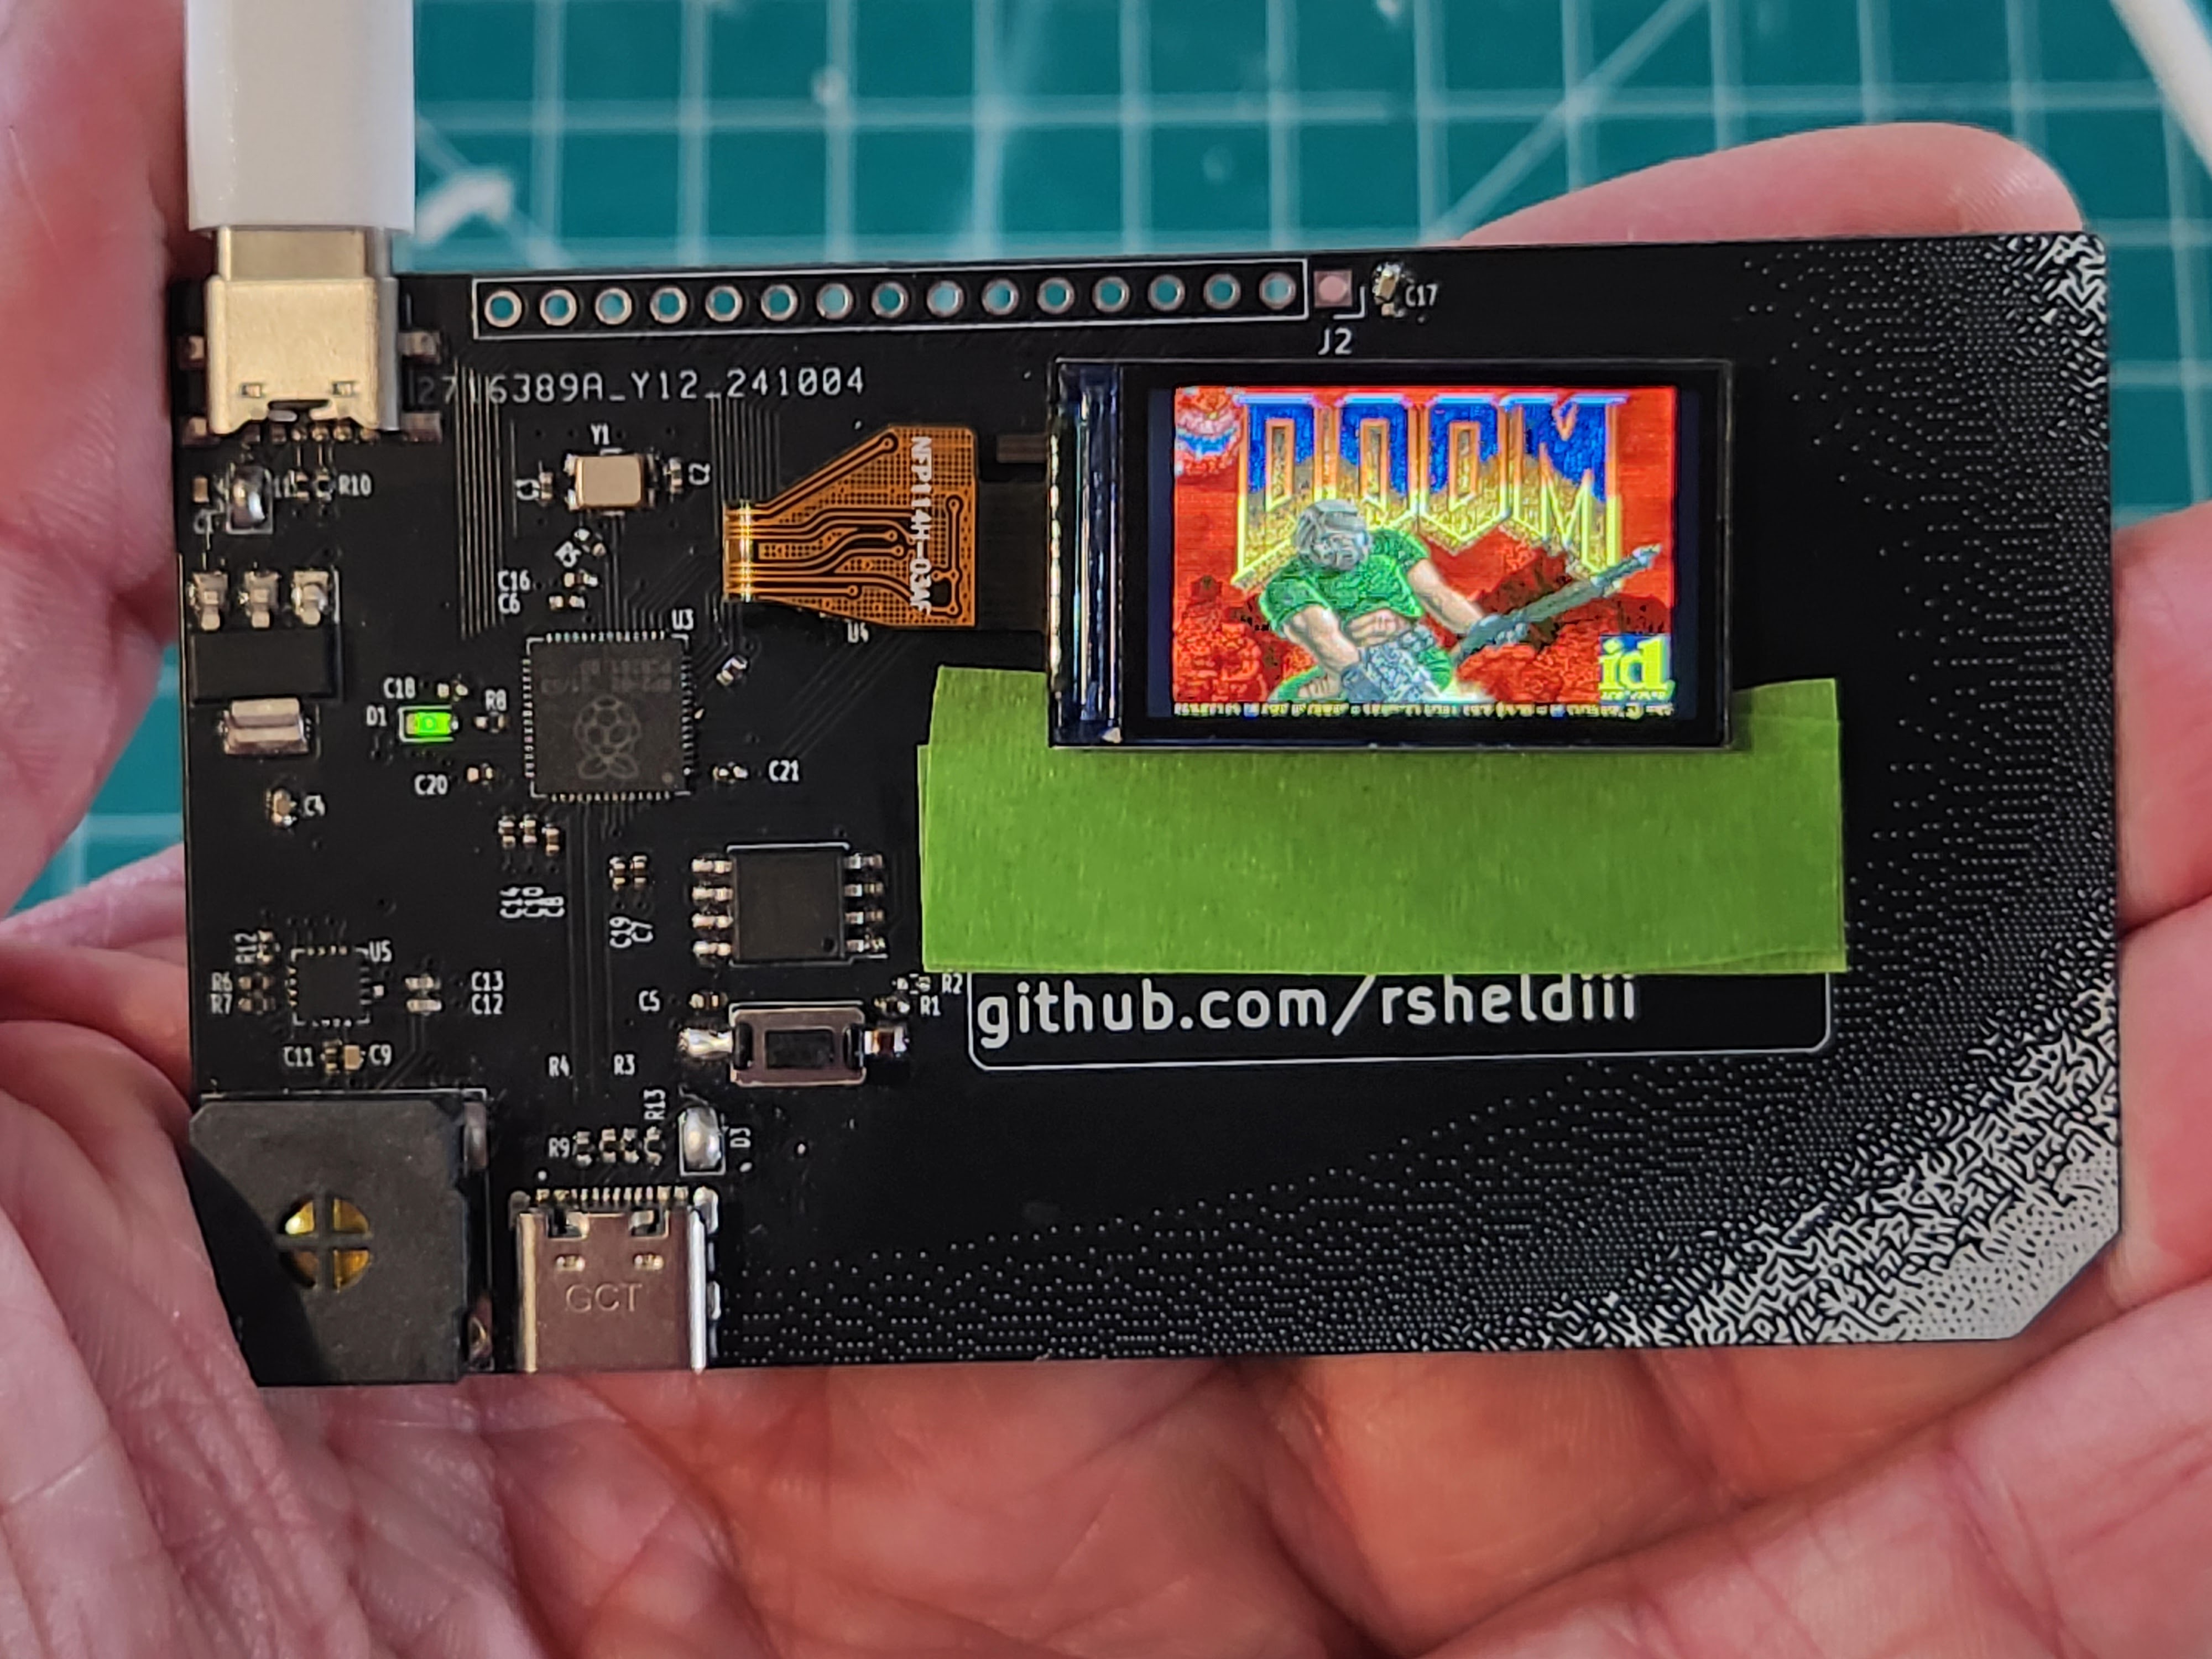 C17
J2
2716389A_Y12_241004
Y1
C3
C2
R10
NFP114H-03AF
C16
C6
U3
U4
DOOM
id
C18
D1
R8
C20
C21
C4
C19
C7
R12
U5
R6
R7
C13
C12
C5
R2
R1
github.com/rsheldiii
C11
C9
R4
R3
R13
R9
D3
GCT